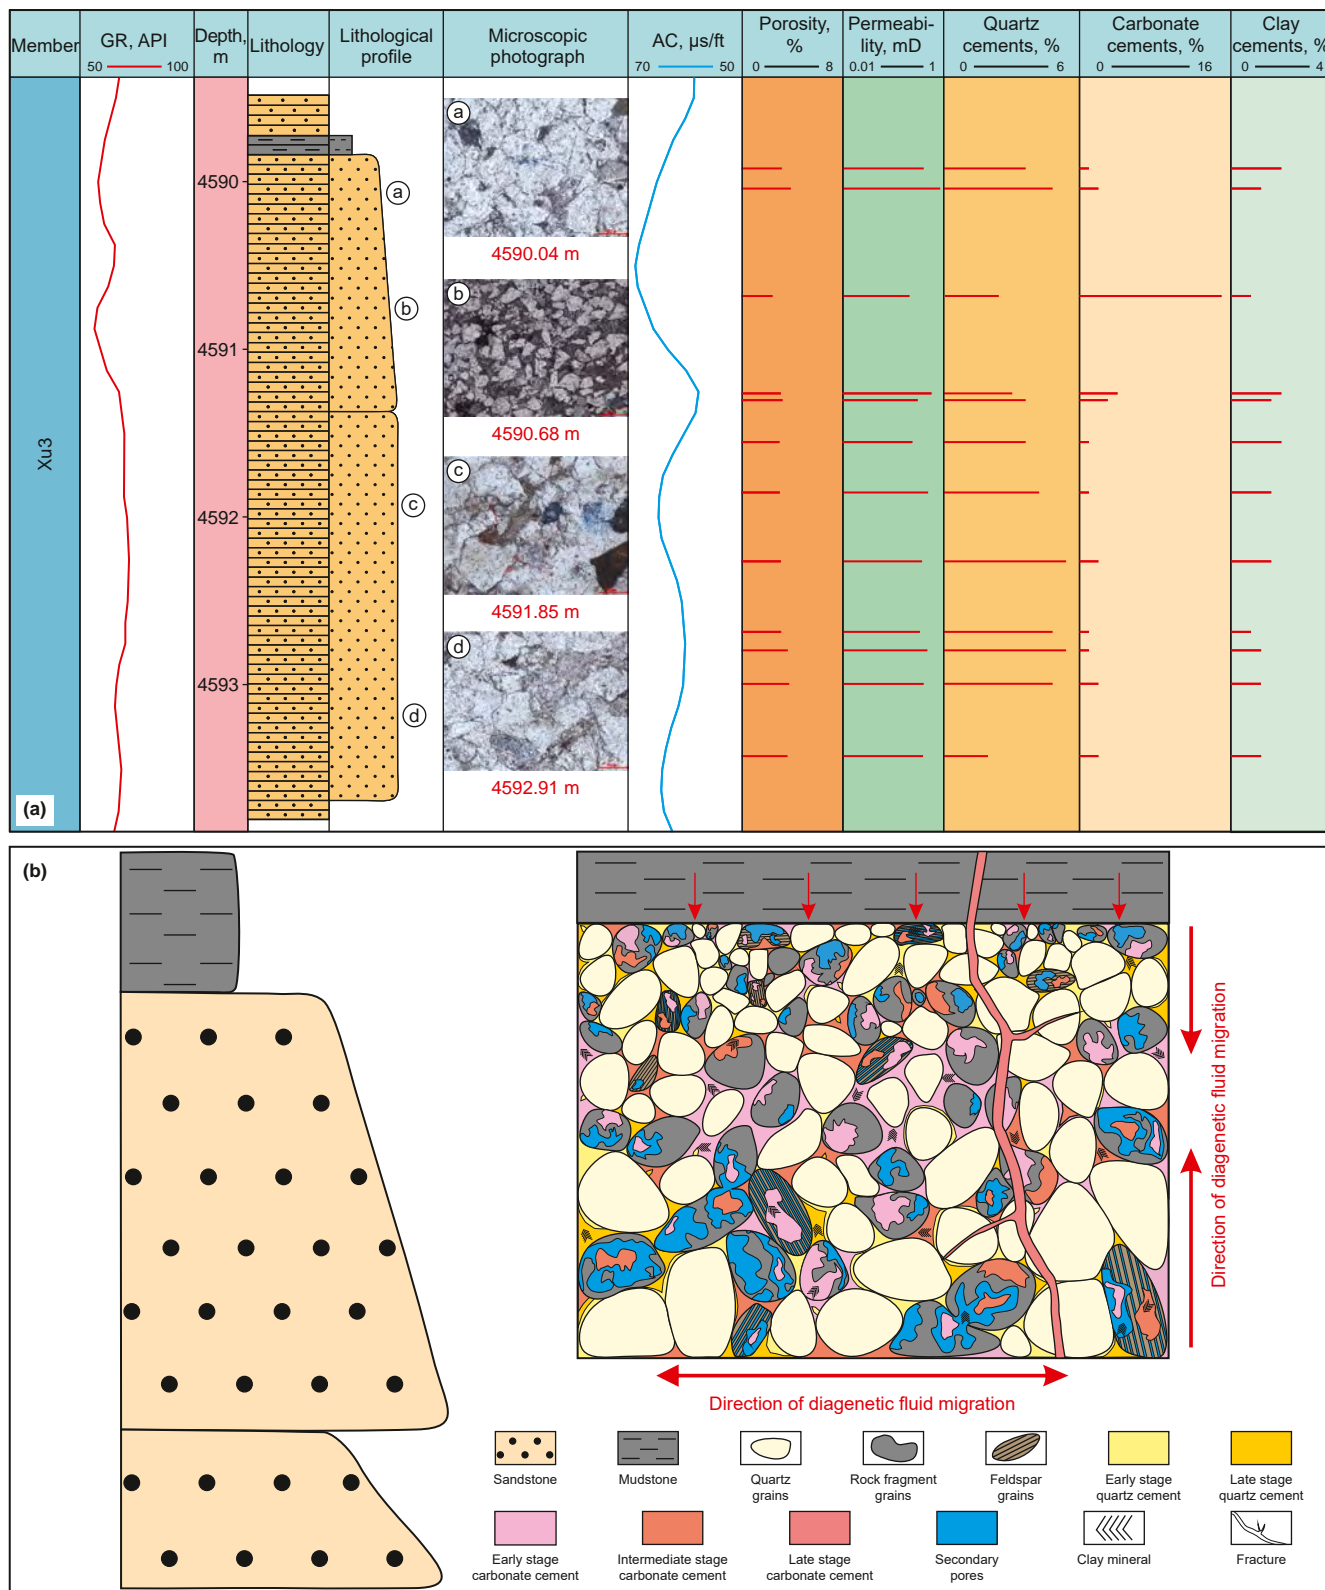 Member
GR, API
50 100
Depth,
m
Lithology
Lithological
profile
Microscopic
photograph
AC, μs/ft
70 50
Porosity,
%
0 8
Permeabi-
lity, mD
0.01 1
Quartz
cements, %
0 6
Carbonate
cements, %
0 16
Clay
cements, %
0 4
Xu3
4590
4591
4592
4593
a
b
c
d
a
4590.04 m
b
4590.68 m
c
4591.85 m
d
4592.91 m
(a)
(b)
Direction of diagenetic fluid migration
Direction of diagenetic fluid migration
Sandstone
Mudstone
Quartz
grains
Rock fragment
grains
Feldspar
grains
Early stage
quartz cement
Late stage
quartz cement
Early stage
carbonate cement
Intermediate stage
carbonate cement
Late stage
carbonate cement
Secondary
pores
Clay mineral
Fracture